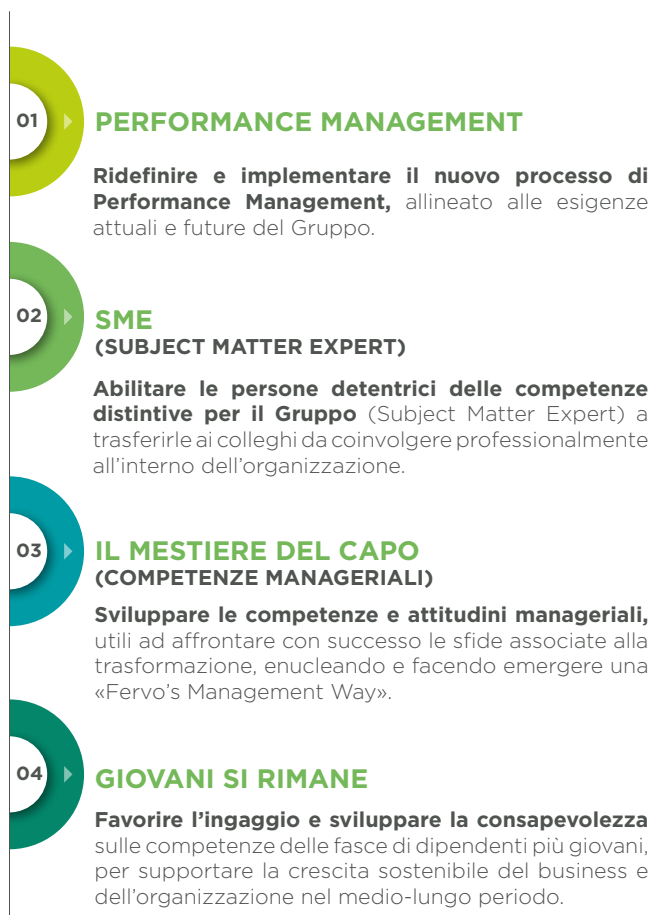 01
PERFORMANCE MANAGEMENT
Ridefinire e implementare il nuovo processo di
Performance Management, allineato alle esigenze
attuali e future del Gruppo.
02
SME
(SUBJECT MATTER EXPERT)
Abilitare le persone detentrici delle competenze
distintive per il Gruppo (Subject Matter Expert) a
trasferirle ai colleghi da coinvolgere professionalmente
all’interno dell’organizzazione.
03
IL MESTIERE DEL CAPO
(COMPETENZE MANAGERIALI)
Sviluppare le competenze e attitudini manageriali,
utili ad affrontare con successo le sfide associate alla
trasformazione, enucleando e facendo emergere una
«Fervo’s Management Way».
04
GIOVANI SI RIMANE
Favorire l’ingaggio e sviluppare la consapevolezza
sulle competenze delle fasce di dipendenti più giovani,
per supportare la crescita sostenibile del business e
dell’organizzazione nel medio-lungo periodo.